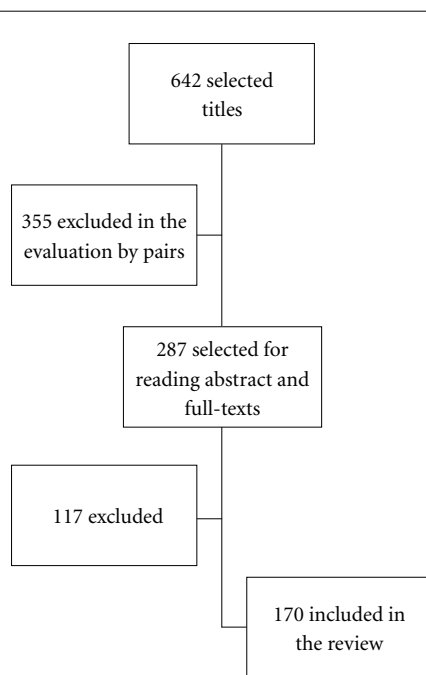 642 selected
titles
355 excluded in the
evaluation by pairs
287 selected for
reading abstract and
full-texts
117 excluded
170 included in
the review